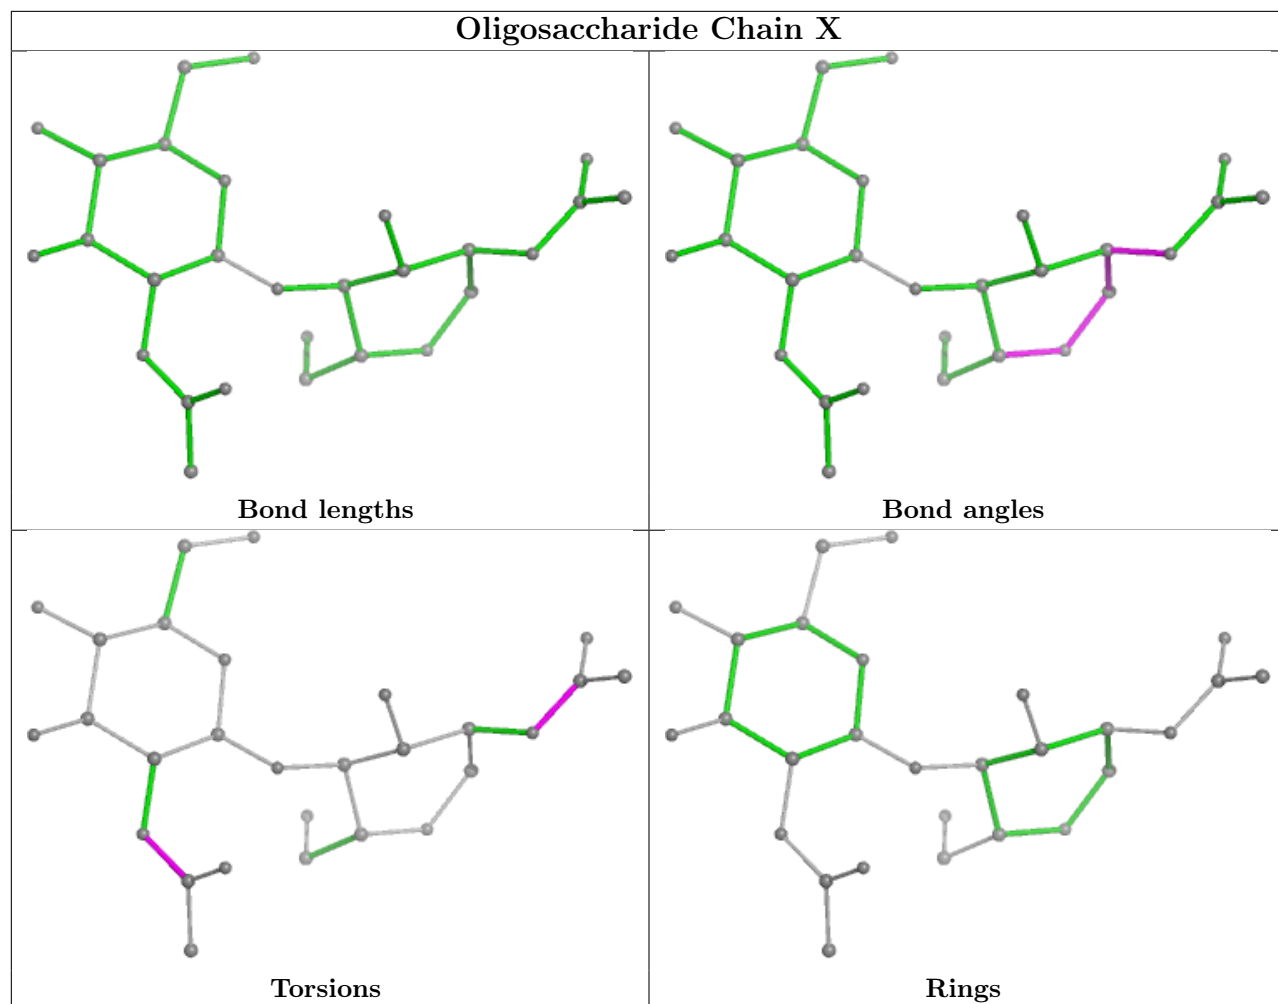 Oligosaccharide Chain X
Bond lengths
Bond angles
Torsions
Rings